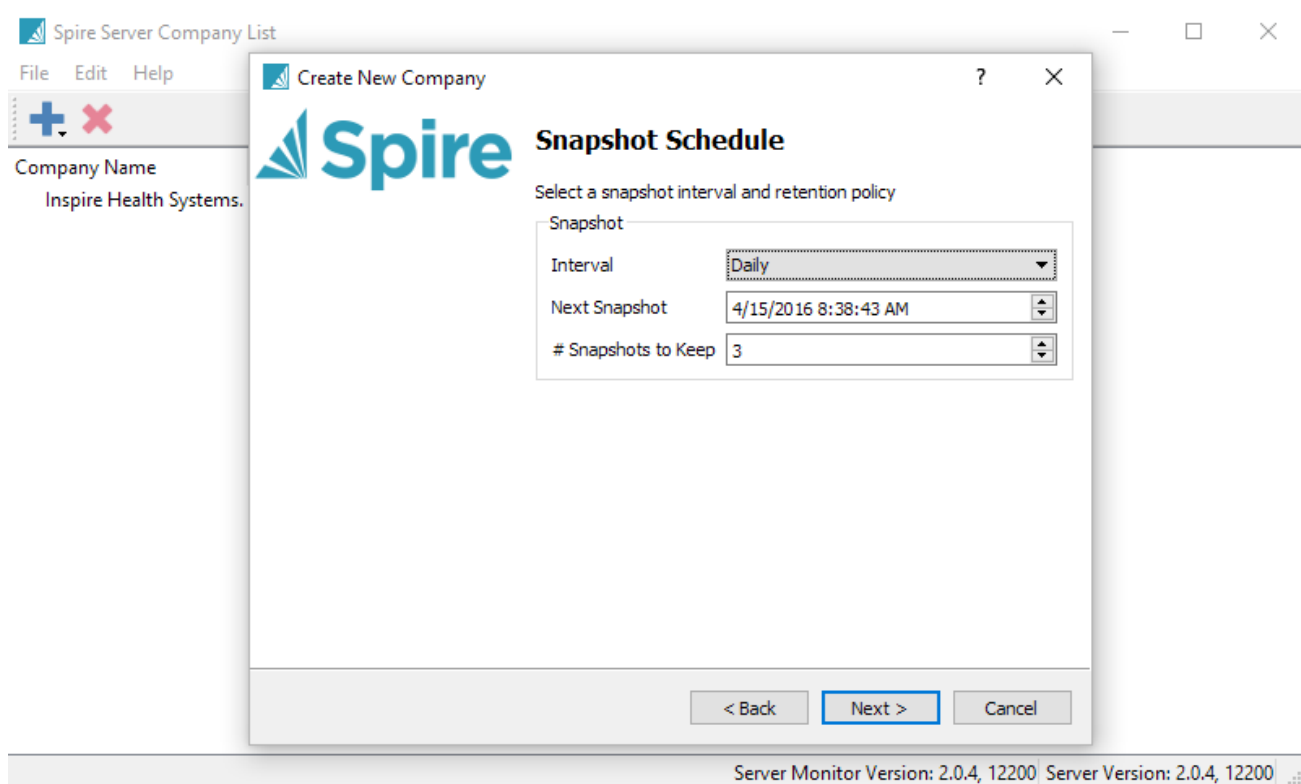 Spire Server Company List
File Edit Help
Create New Company
?
Company Name
Inspire Health Systems.
Spire
Snapshot Schedule
Select a snapshot interval and retention policy
Snapshot
Interval Daily
Next Snapshot 4/15/2016 8:38:43 AM
# Snapshots to Keep 3
< Back Next > Cancel
Server Monitor Version: 2.0.4, 12200 Server Version: 2.0.4, 12200